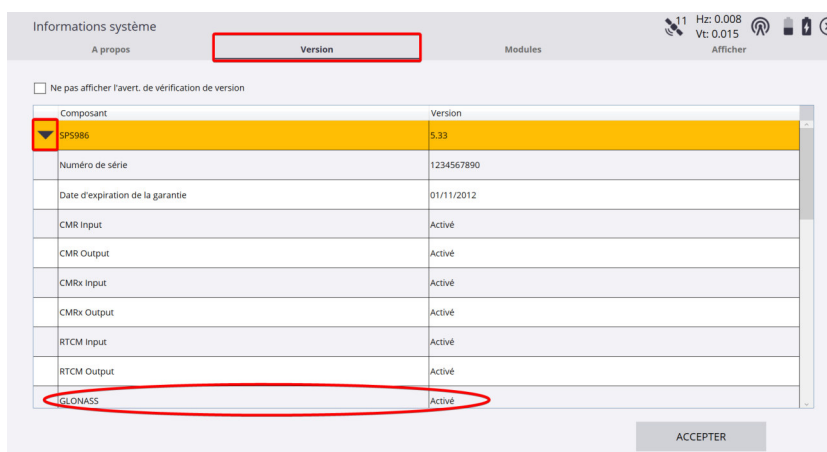 Informations système
11 Hz: 0.008
Vt: 0.015
A propos Version Modules Afficher
Ne pas afficher l'avert. de vérification de version
Composant Version
SPS986 5.33
Numéro de série 1234567890
Date d'expiration de la garantie 01/11/2012
CMR Input Activé
CMR Output Activé
CMRx Input Activé
CMRx Output Activé
RTCM Input Activé
RTCM Output Activé
GLONASS Activé
ACCEPTER